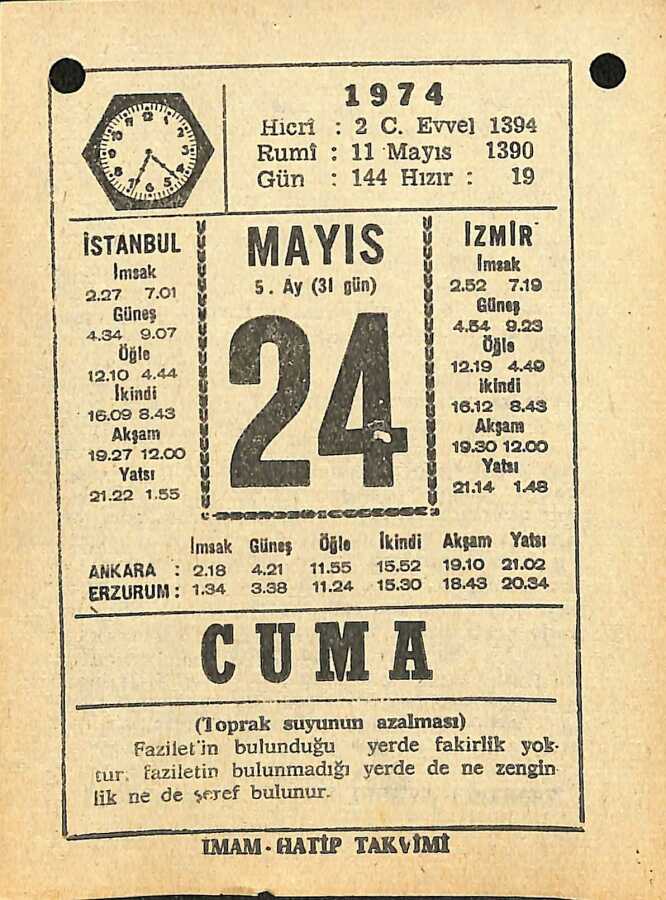 1974
Hicrî : 2 C. Evvel 1394
Rumî : 11 Mayıs 1390
Gün : 144 Hızır : 19
İSTANBUL
İmsak
2.27 7.01
Güneş
4.34 9.07
Öğle
12.10 4.44
İkindi
16.09 8.43
Akşam
19.27 12.00
Yatsı
21.22 1.55
MAYIS
5. Ay (31 gün)
24
İZMİR
İmsak
2.52 7.19
Güneş
4.54 9.23
Öğle
12.19 4.49
İkindi
16.12 8.43
Akşam
19.30 12.00
Yatsı
21.14 1.48
İmsak Güneş Öğle İkindi Akşam Yatsı
ANKARA : 2.18 4.21 11.55 15.52 19.10 21.02
ERZURUM : 1.34 3.38 11.24 15.30 18.43 20.34
CUMA
(Toprak suyunun azalması)
Fazilet'in bulunduğu yerde fakirlik yok-
tur, faziletin bulunmadığı yerde de ne zengin
lik ne de şeref bulunur.
İMAM - HATİP TAKVİMİ